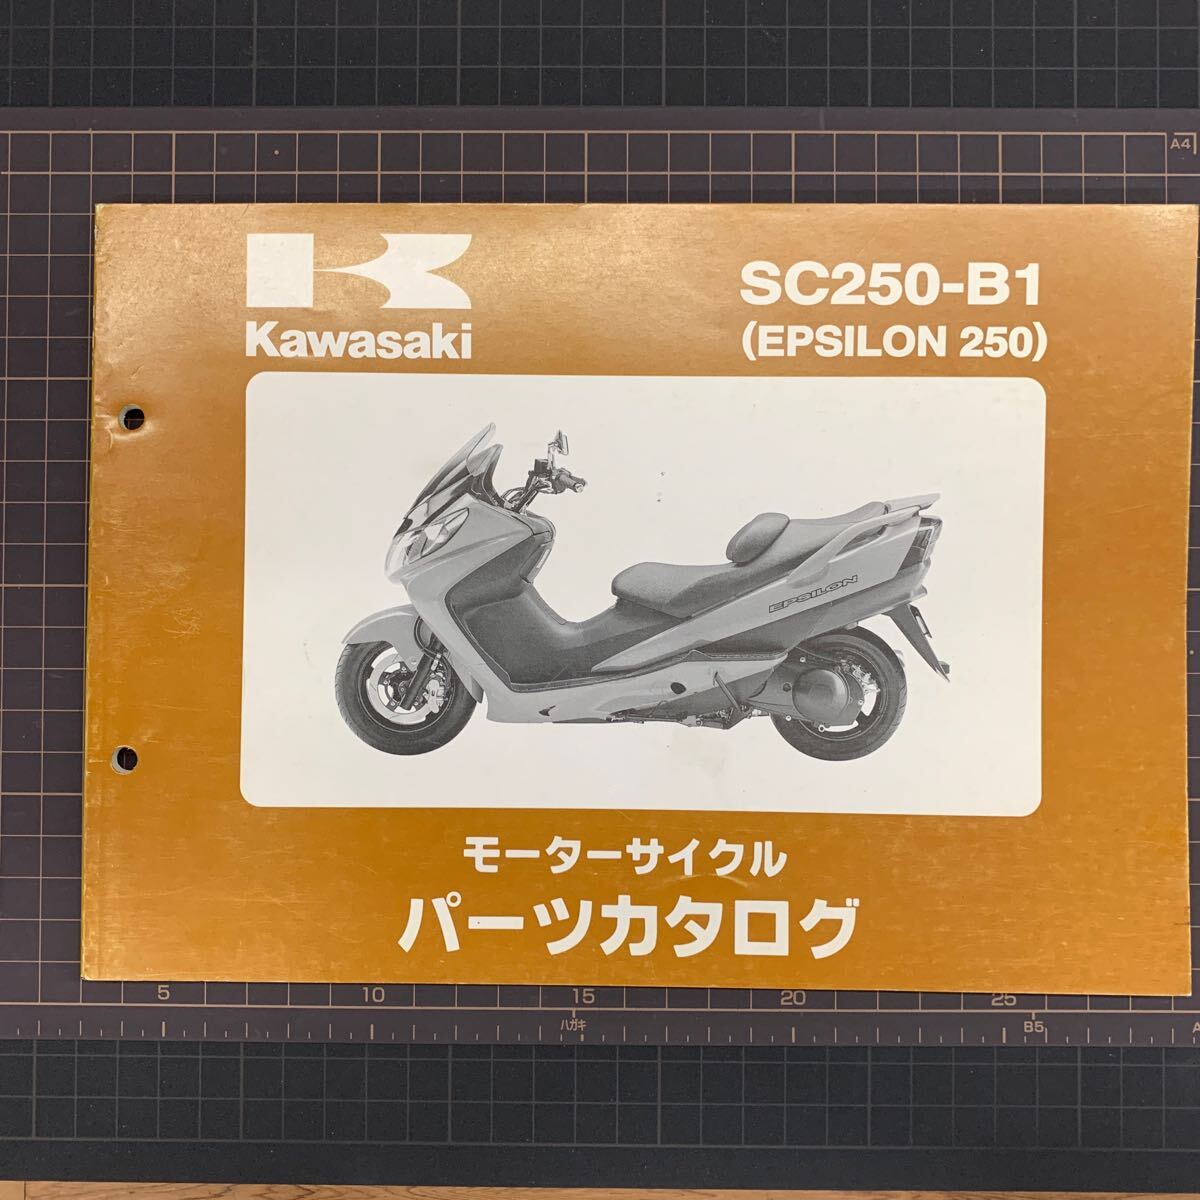 A4
Kawasaki
SC250-B1
(EPSILON 250)
EPSILON
モーターサイクル
パーツカタログ
5 10 15 20 25
ハガキ B5 A